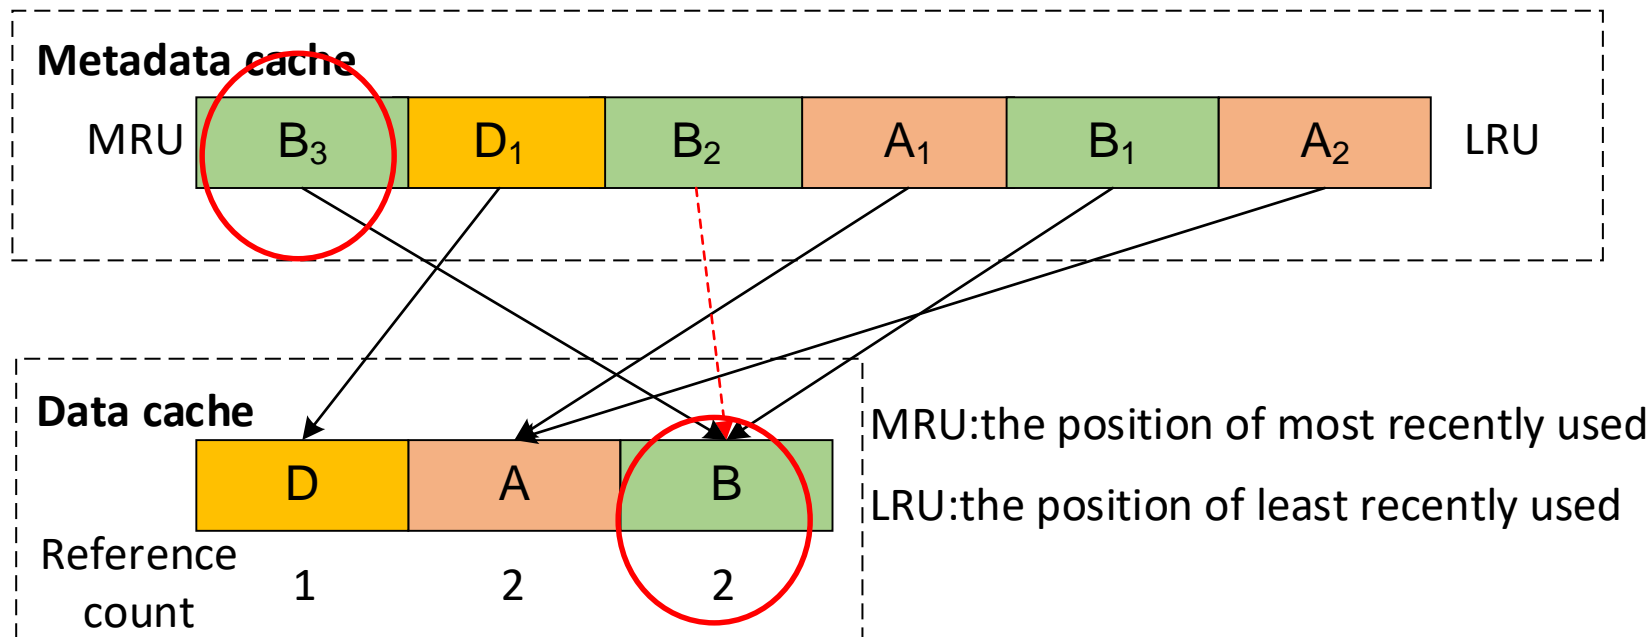 Metadata cache
MRU B₃ D₁ B₂ A₁ B₁ A₂ LRU
Data cache
MRU:the position of most recently used
D A B
LRU:the position of least recently used
Reference
count 1 2 2